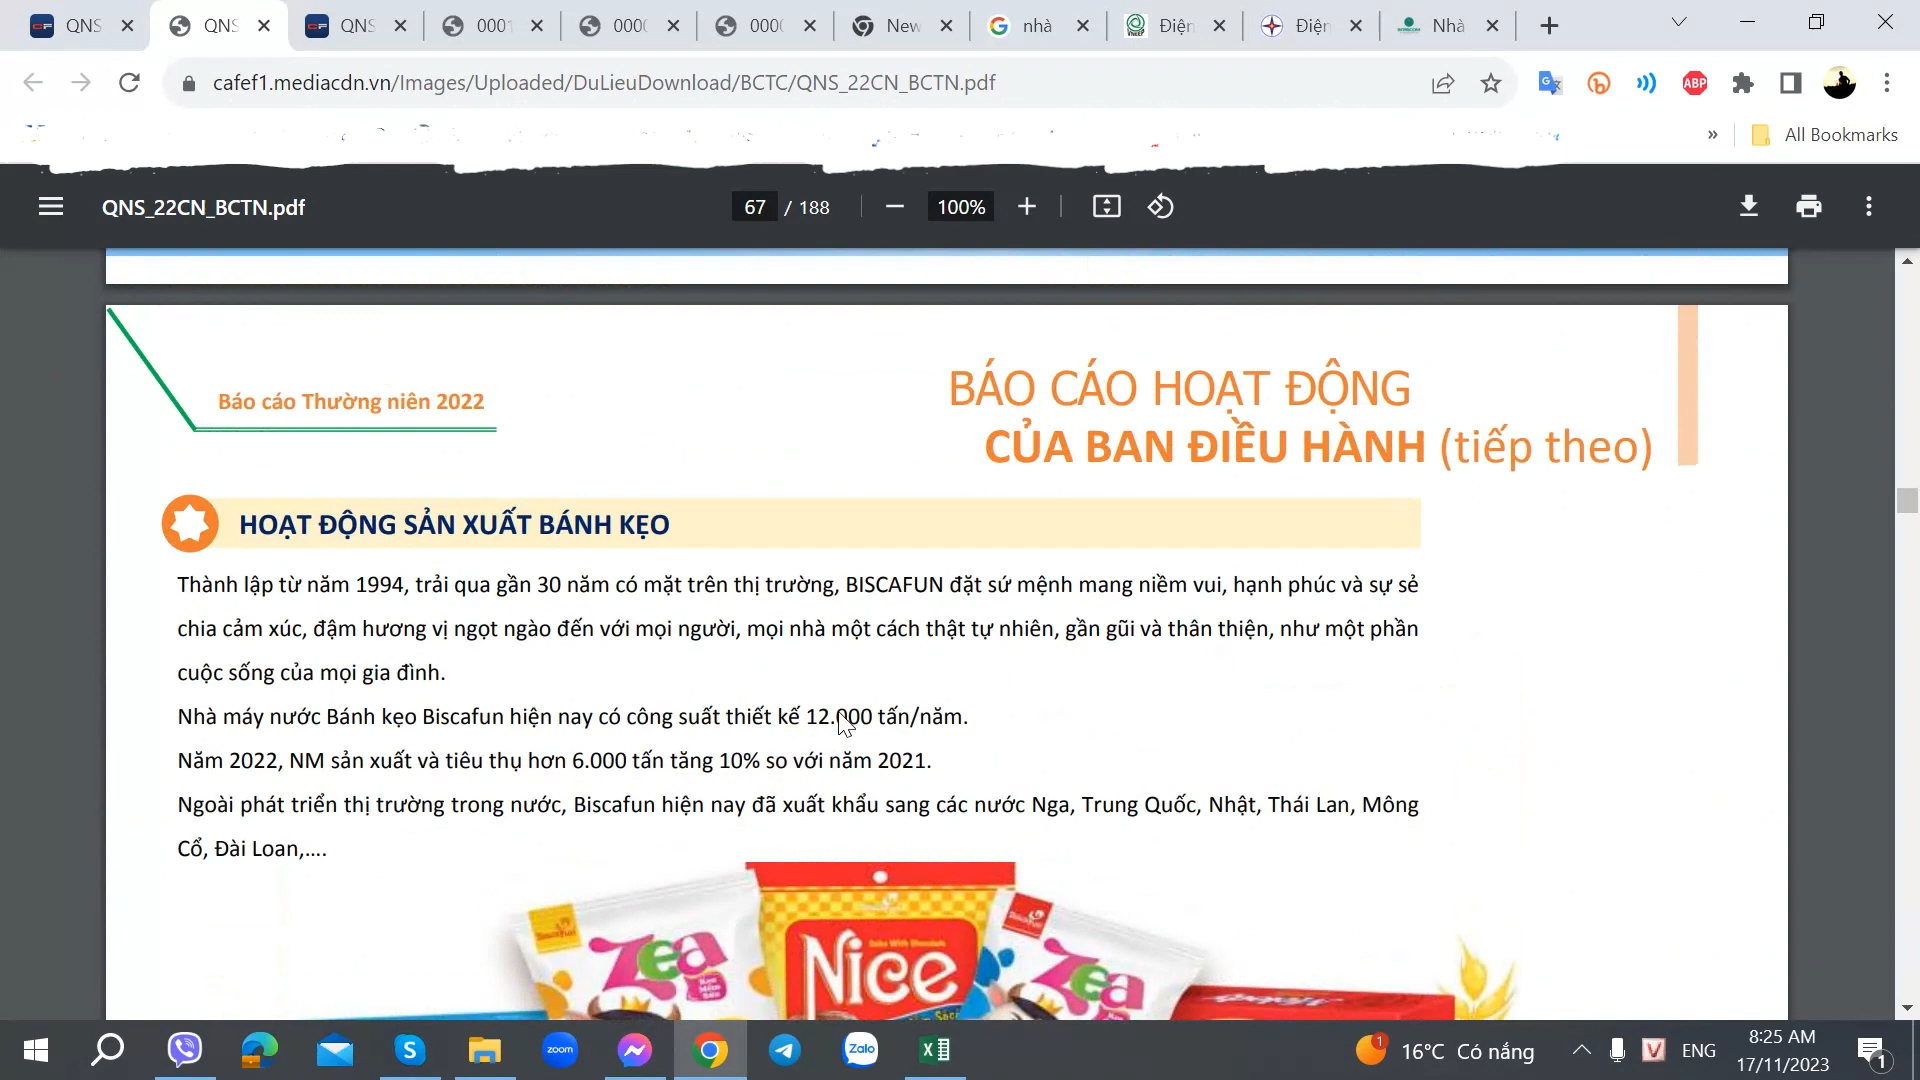 QNS
QNS
QNS
0001
0000
0000
New
nhà
Điện
Điện
Nhà
cafef1.mediacdn.vn/Images/Uploaded/DuLieuDownload/BCTC/QNS_22CN_BCTN.pdf
ABP
» All Bookmarks
QNS_22CN_BCTN.pdf
67 / 188
100%
Báo cáo Thường niên 2022
BÁO CÁO HOẠT ĐỘNG
CỦA BAN ĐIỀU HÀNH (tiếp theo)
HOẠT ĐỘNG SẢN XUẤT BÁNH KẸO
Thành lập từ năm 1994, trải qua gần 30 năm có mặt trên thị trường, BISCAFUN đặt sứ mệnh mang niềm vui, hạnh phúc và sự sẻ
chia cảm xúc, đậm hương vị ngọt ngào đến với mọi người, mọi nhà một cách thật tự nhiên, gần gũi và thân thiện, như một phần
cuộc sống của mọi gia đình.
Nhà máy nước Bánh kẹo Biscafun hiện nay có công suất thiết kế 12.000 tấn/năm.
Năm 2022, NM sản xuất và tiêu thụ hơn 6.000 tấn tăng 10% so với năm 2021.
Ngoài phát triển thị trường trong nước, Biscafun hiện nay đã xuất khẩu sang các nước Nga, Trung Quốc, Nhật, Thái Lan, Mông
Cổ, Đài Loan,....
Biscafun
Zea
Nice
Zea
zoom
Zalo
1
16°C Có nắng
ENG
8:25 AM
17/11/2023
1